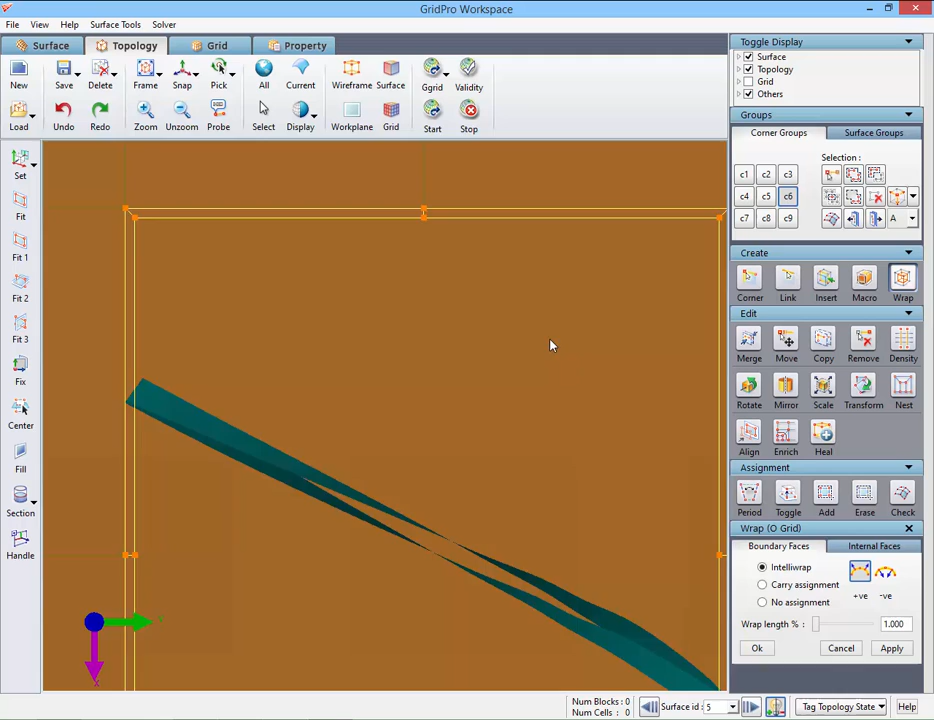 GridPro Workspace
File View Help Surface Tools Solver
Surface Topology Grid Property
New Save Delete Frame Snap Pick All Current Wireframe Surface Ggrid Validity
Load Undo Redo Zoom Unzoom Probe Select Display Workplane Grid Start Stop
Set
Fit
Fit 1
Fit 2
Fit 3
Fix
Center
Fill
Section
Handle
Y
X
Toggle Display
Surface
Topology
Grid
Others
Groups
Corner Groups Surface Groups
Selection :
c1 c2 c3
c4 c5 c6
c7 c8 c9 A
Create
Corner Link Insert Macro Wrap
Edit
Merge Move Copy Remove Density
Rotate Mirror Scale Transform Nest
Align Enrich Heal
Assignment
Period Toggle Add Erase Check
Wrap (O Grid)
Boundary Faces Internal Faces
Intelliwrap
Carry assignment
+ve -ve
No assignment
Wrap length % : 1.000
Ok Cancel Apply
Num Blocks: 0
Num Cells : 0
Surface id : 5
Tag Topology State
Help